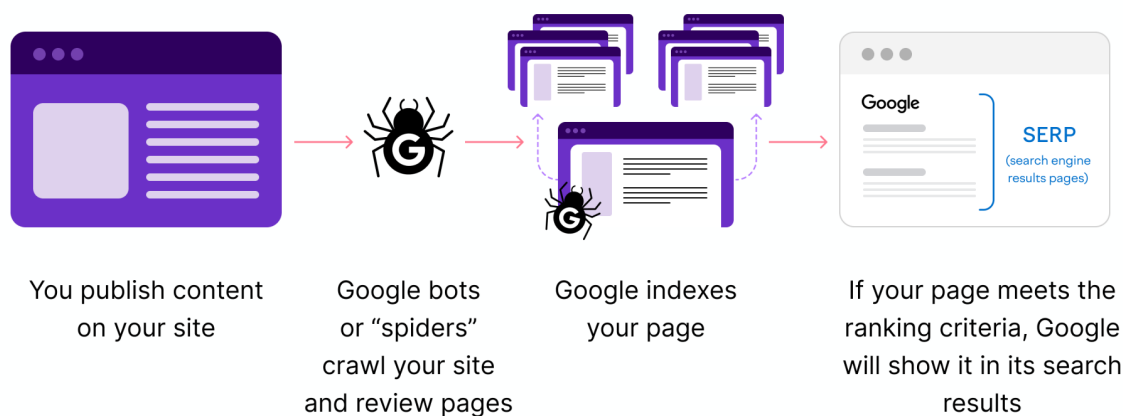 G
G
Google
SERP
(search engine
results pages)
You publish content
on your site
Google bots
or “spiders”
crawl your site
and review pages
Google indexes
your page
If your page meets the
ranking criteria, Google
will show it in its search
results